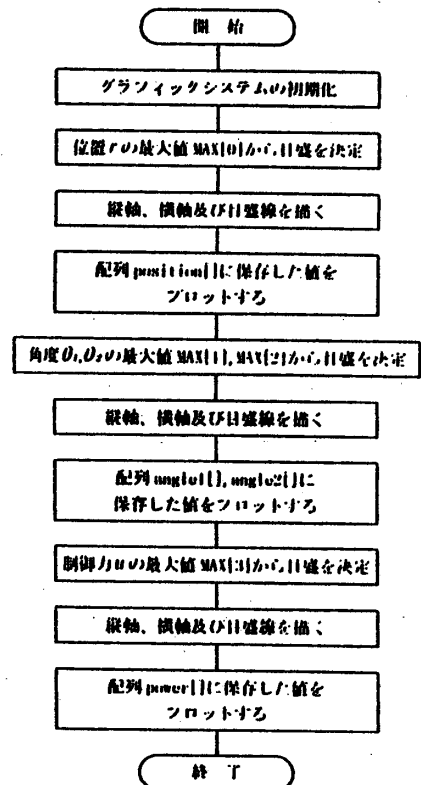 開 始
グラフィックシステムの初期化
位置rの最大値MAX[0]から目盛を決定
縦軸、横軸及び目盛線を描く
配列position[]に保存した値を
プロットする
角度θ₁,θ₂の最大値MAX[1],MAX[2]から目盛を決定
縦軸、横軸及び目盛線を描く
配列angle1[],angle2[]に
保存した値をプロットする
制御力uの最大値MAX[3]から目盛を決定
縦軸、横軸及び目盛線を描く
配列power[]に保存した値を
プロットする
終 了